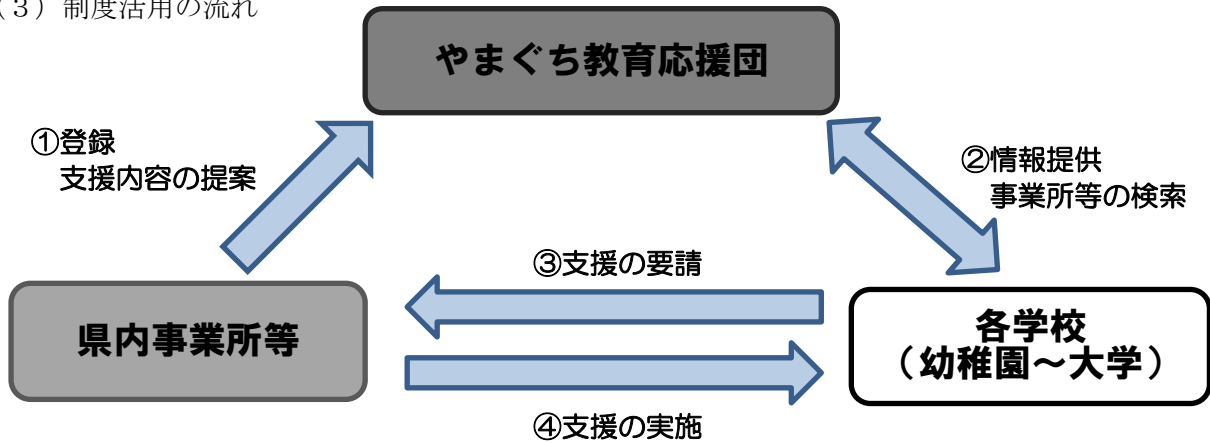 (3)制度活用の流れ
やまぐち教育応援団
①登録
支援内容の提案
②情報提供
事業所等の検索
③支援の要請
県内事業所等
各学校
(幼稚園~大学)
④支援の実施